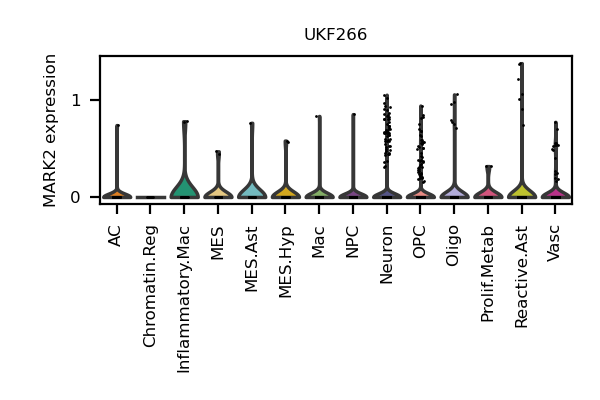 UKF266
MARK2 expression
1
0
AC
Chromatin.Reg
Inflammatory.Mac
MES
MES.Ast
MES.Hyp
Mac
NPC
Neuron
OPC
Oligo
Prolif.Metab
Reactive.Ast
Vasc